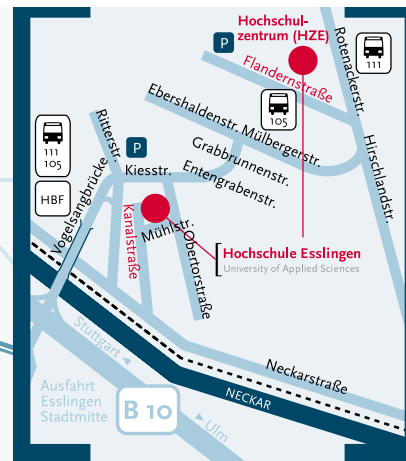 Hochschul-
zentrum (HZE)
P
Flandernstraße
Rotenackerstr.
111
105
Ebershaldenstr. Mülbergerstr.
Hirschlandstr.
Ritterstr.
111
105
P
Kiesstr.
Grabbrunnenstr.
Entengrabenstr.
HBF
Vogelsangbrücke
Kanalstraße
Mühlstr.
Obertorstraße
Hochschule Esslingen
University of Applied Sciences
Stuttgart
Neckarstraße
NECKAR
Ausfahrt
Esslingen
Stadtmitte
B 10
Ulm